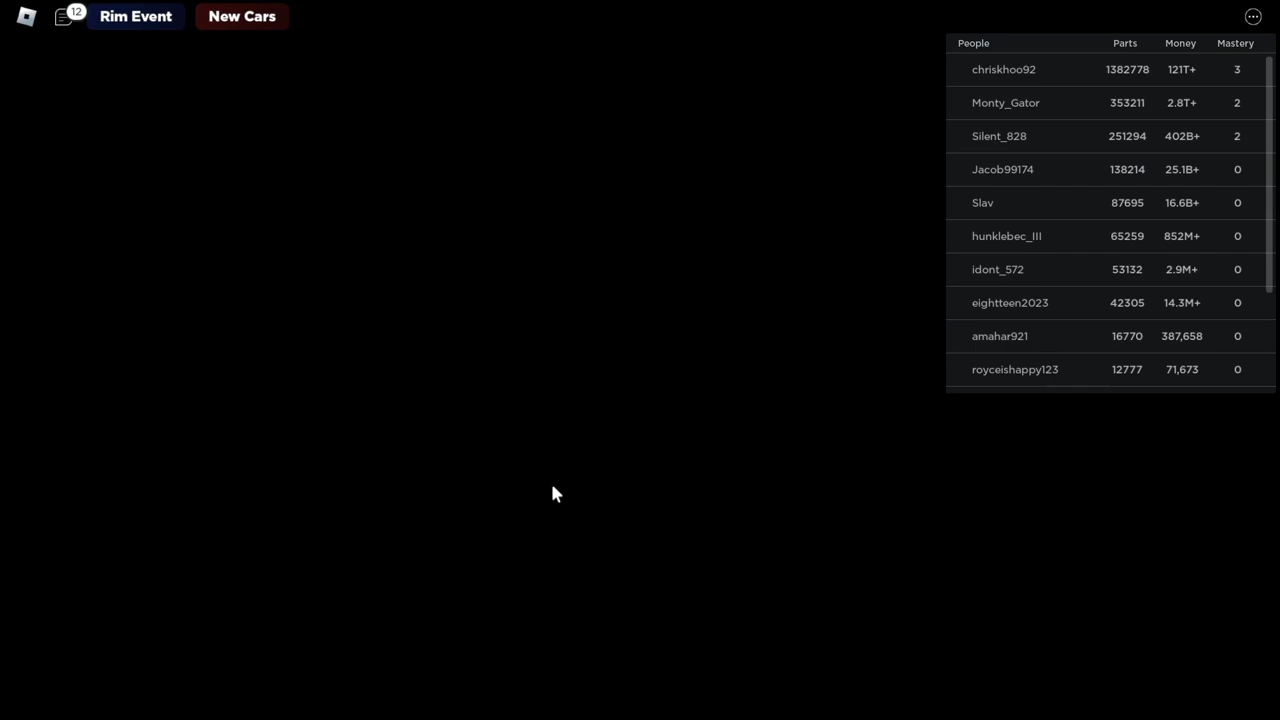 12 Rim Event New Cars
People Parts Money Mastery
chriskhoo92 1382778 121T+ 3
Monty_Gator 353211 2.8T+ 2
Silent_828 251294 402B+ 2
Jacob99174 138214 25.1B+ 0
Slav 87695 16.6B+ 0
hunklebec_III 65259 852M+ 0
idont_572 53132 2.9M+ 0
eightteen2023 42305 14.3M+ 0
amahar921 16770 387,658 0
royceishappy123 12777 71,673 0